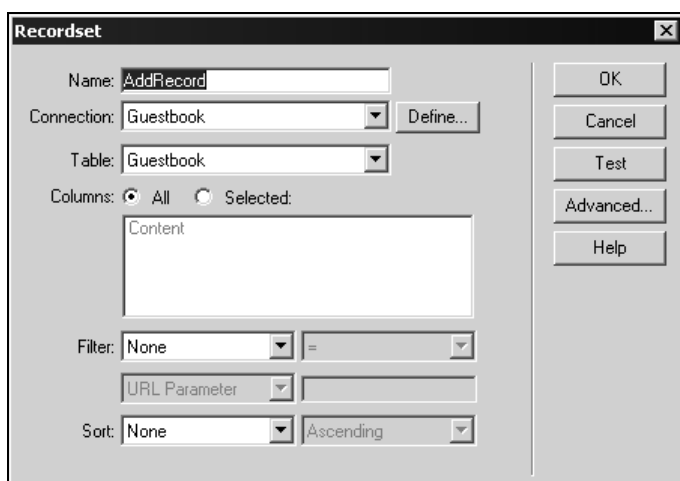 Recordset
Name: AddRecord
OK
Connection: Guestbook Define...
Cancel
Table: Guestbook
Test
Columns: All Selected:
Advanced...
Content
Help
Filter: None =
URL Parameter
Sort: None Ascending